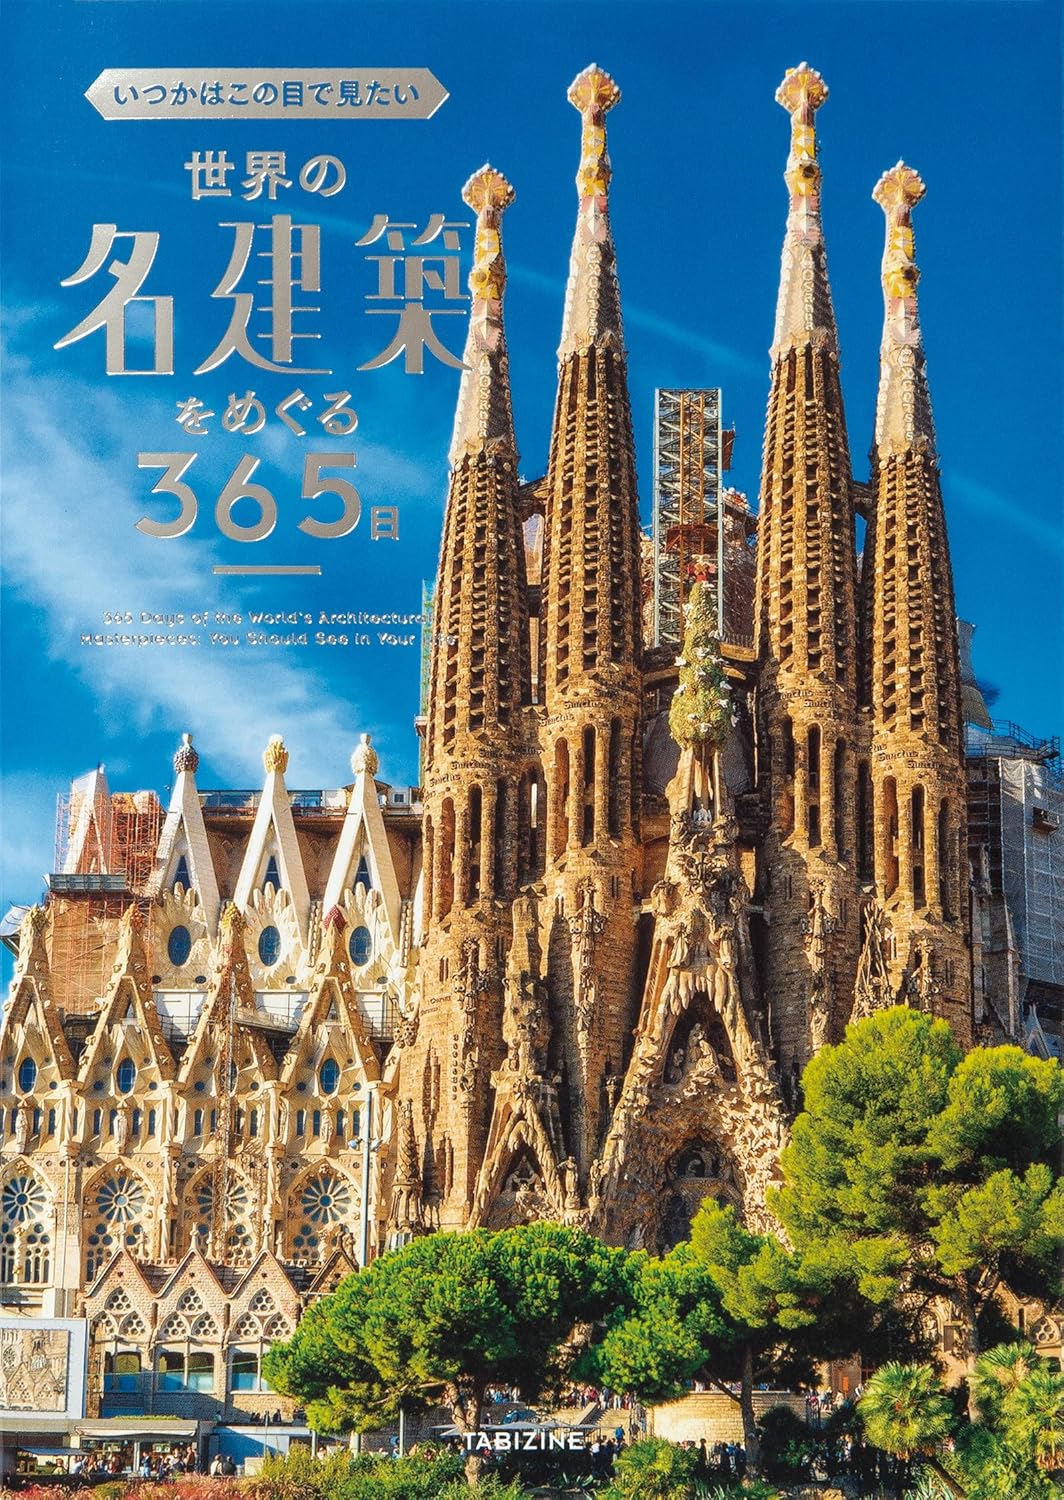 いつかはこの目で見たい
世界の
名建築
をめぐる
365日
365 Days of the World's Architectural
Masterpieces: You Should See in Your Life
TABIZINE